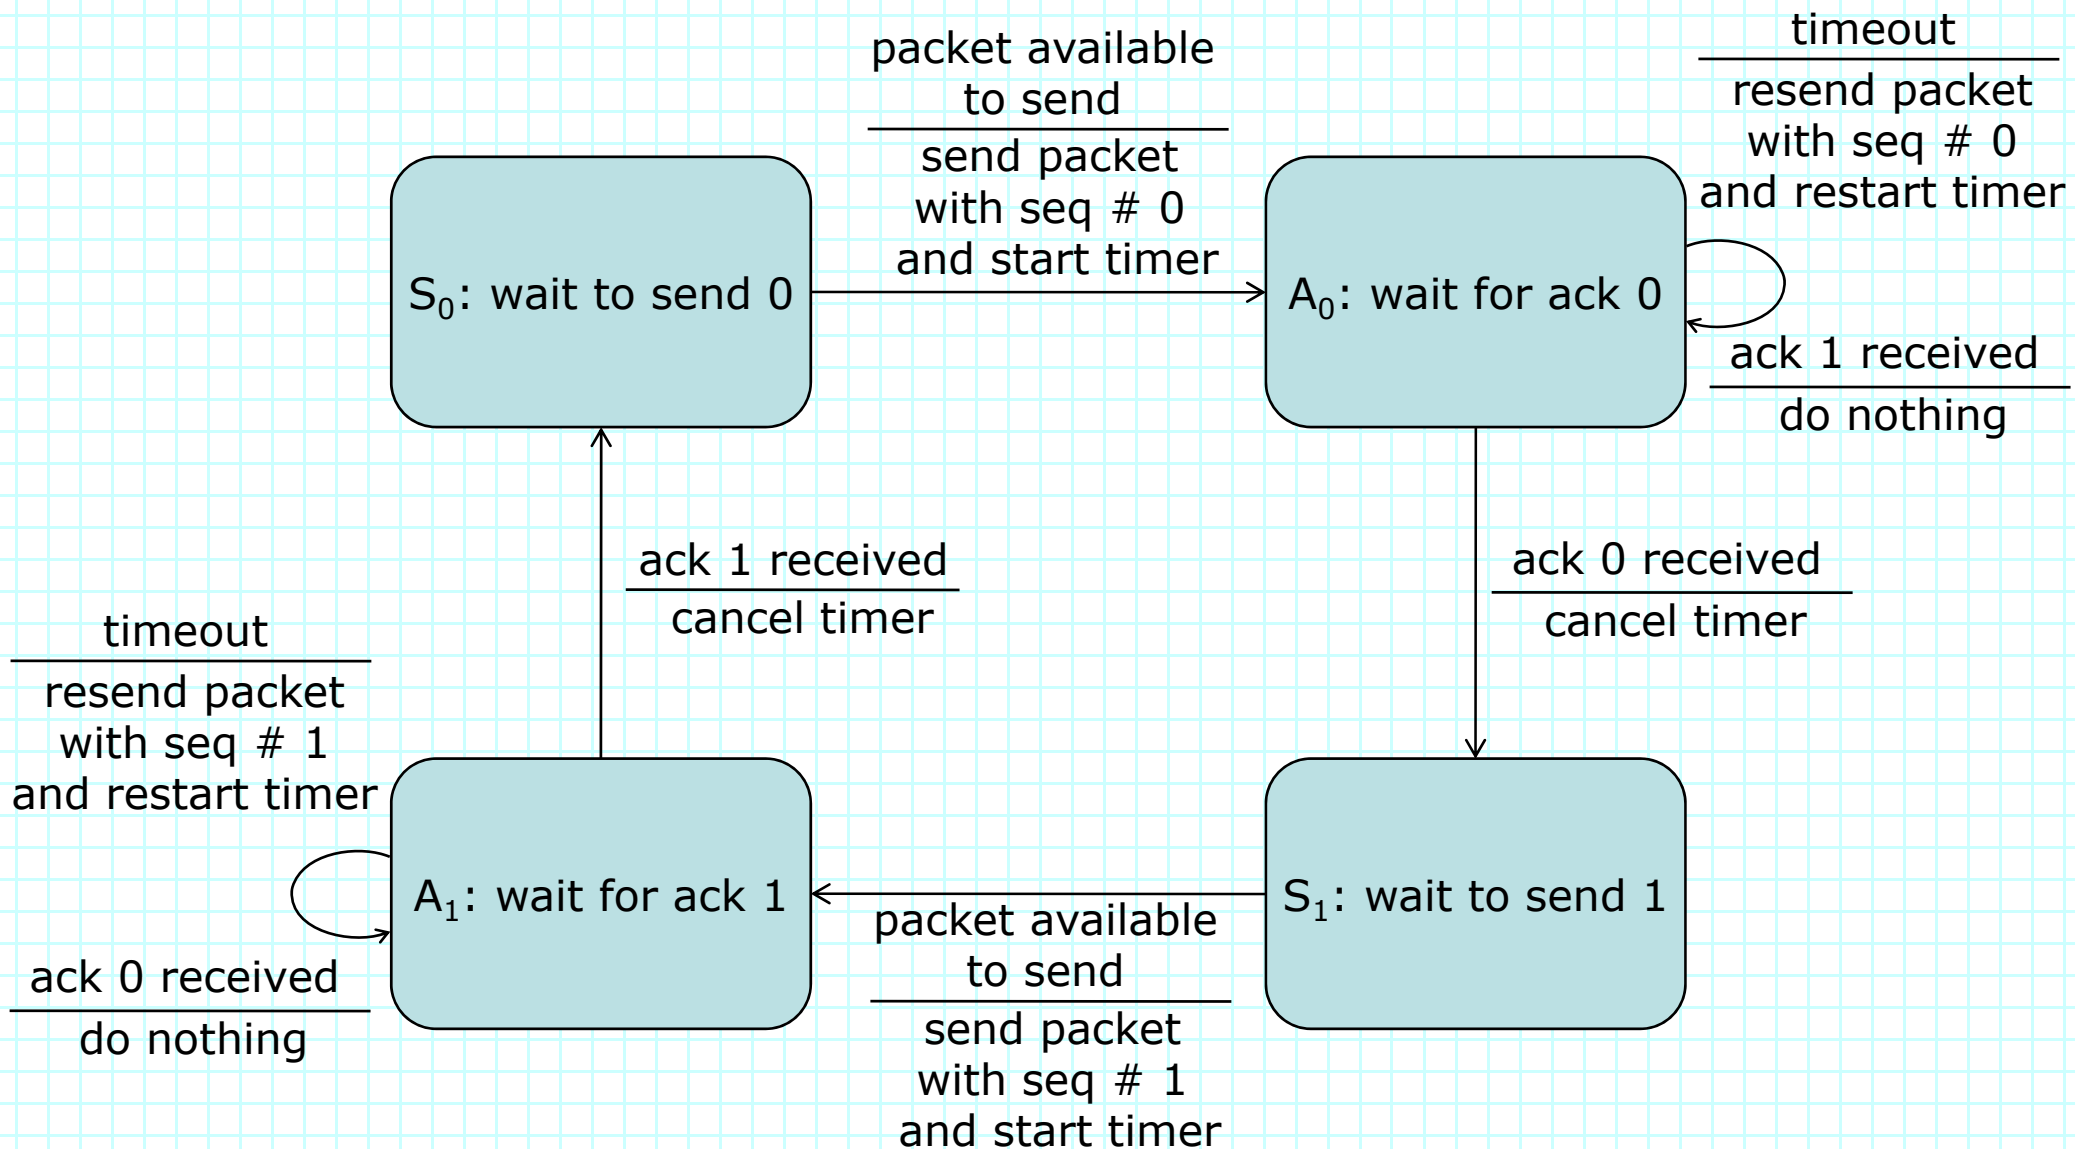 packet available
to send
send packet
with seq # 0
and start timer
timeout
resend packet
with seq # 0
and restart timer
S₀: wait to send 0
A₀: wait for ack 0
ack 1 received
do nothing
ack 1 received
cancel timer
ack 0 received
cancel timer
timeout
resend packet
with seq # 1
and restart timer
A₁: wait for ack 1
S₁: wait to send 1
ack 0 received
do nothing
packet available
to send
send packet
with seq # 1
and start timer